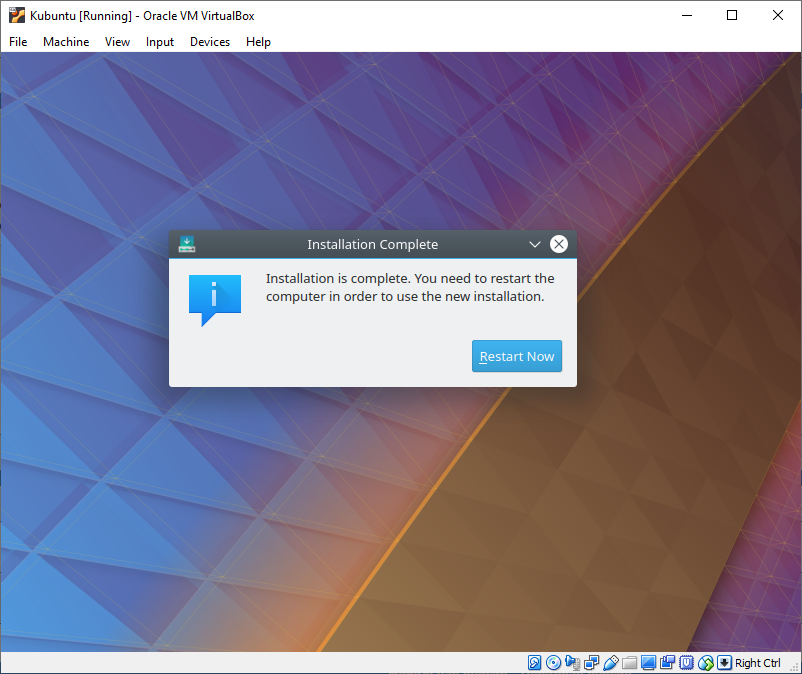 Kubuntu [Running] - Oracle VM VirtualBox
File Machine View Input Devices Help
Installation Complete
Installation is complete. You need to restart the
computer in order to use the new installation.
Restart Now
Right Ctrl